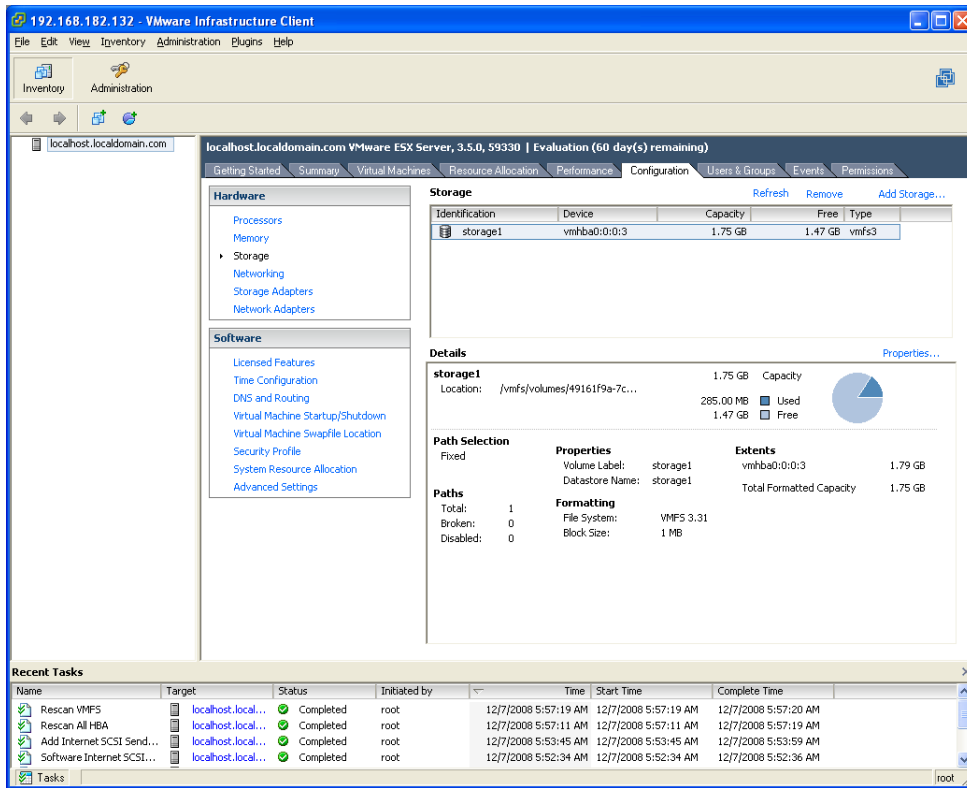 192.168.182.132 - VMware Infrastructure Client
File Edit View Inventory Administration Plugins Help
Inventory Administration
localhost.localdomain.com
localhost.localdomain.com VMware ESX Server, 3.5.0, 59330 | Evaluation (60 day(s) remaining)
Getting Started Summary Virtual Machines Resource Allocation Performance Configuration Users & Groups Events Permissions
Hardware
Processors
Memory
Storage
Networking
Storage Adapters
Network Adapters
Software
Licensed Features
Time Configuration
DNS and Routing
Virtual Machine Startup/Shutdown
Virtual Machine Swapfile Location
Security Profile
System Resource Allocation
Advanced Settings
Storage Refresh Remove Add Storage...
Identification Device Capacity Free Type
storage1 vmhba0:0:0:3 1.75 GB 1.47 GB vmfs3
Details Properties...
storage1 1.75 GB Capacity
Location: /vmfs/volumes/49161f9a-7c...
285.00 MB Used
1.47 GB Free
Path Selection
Fixed
Paths
Total: 1
Broken: 0
Disabled: 0
Properties
Volume Label: storage1
Datastore Name: storage1
Formatting
File System: VMFS 3.31
Block Size: 1 MB
Extents
vmhba0:0:0:3 1.79 GB
Total Formatted Capacity 1.75 GB
Recent Tasks
Name Target Status Initiated by Time Start Time Complete Time
Rescan VMFS localhost.local... Completed root 12/7/2008 5:57:19 AM 12/7/2008 5:57:19 AM 12/7/2008 5:57:20 AM
Rescan All HBA localhost.local... Completed root 12/7/2008 5:57:11 AM 12/7/2008 5:57:11 AM 12/7/2008 5:57:19 AM
Add Internet SCSI Send... localhost.local... Completed root 12/7/2008 5:53:45 AM 12/7/2008 5:53:45 AM 12/7/2008 5:53:59 AM
Software Internet SCSI... localhost.local... Completed root 12/7/2008 5:52:34 AM 12/7/2008 5:52:34 AM 12/7/2008 5:52:36 AM
Tasks root